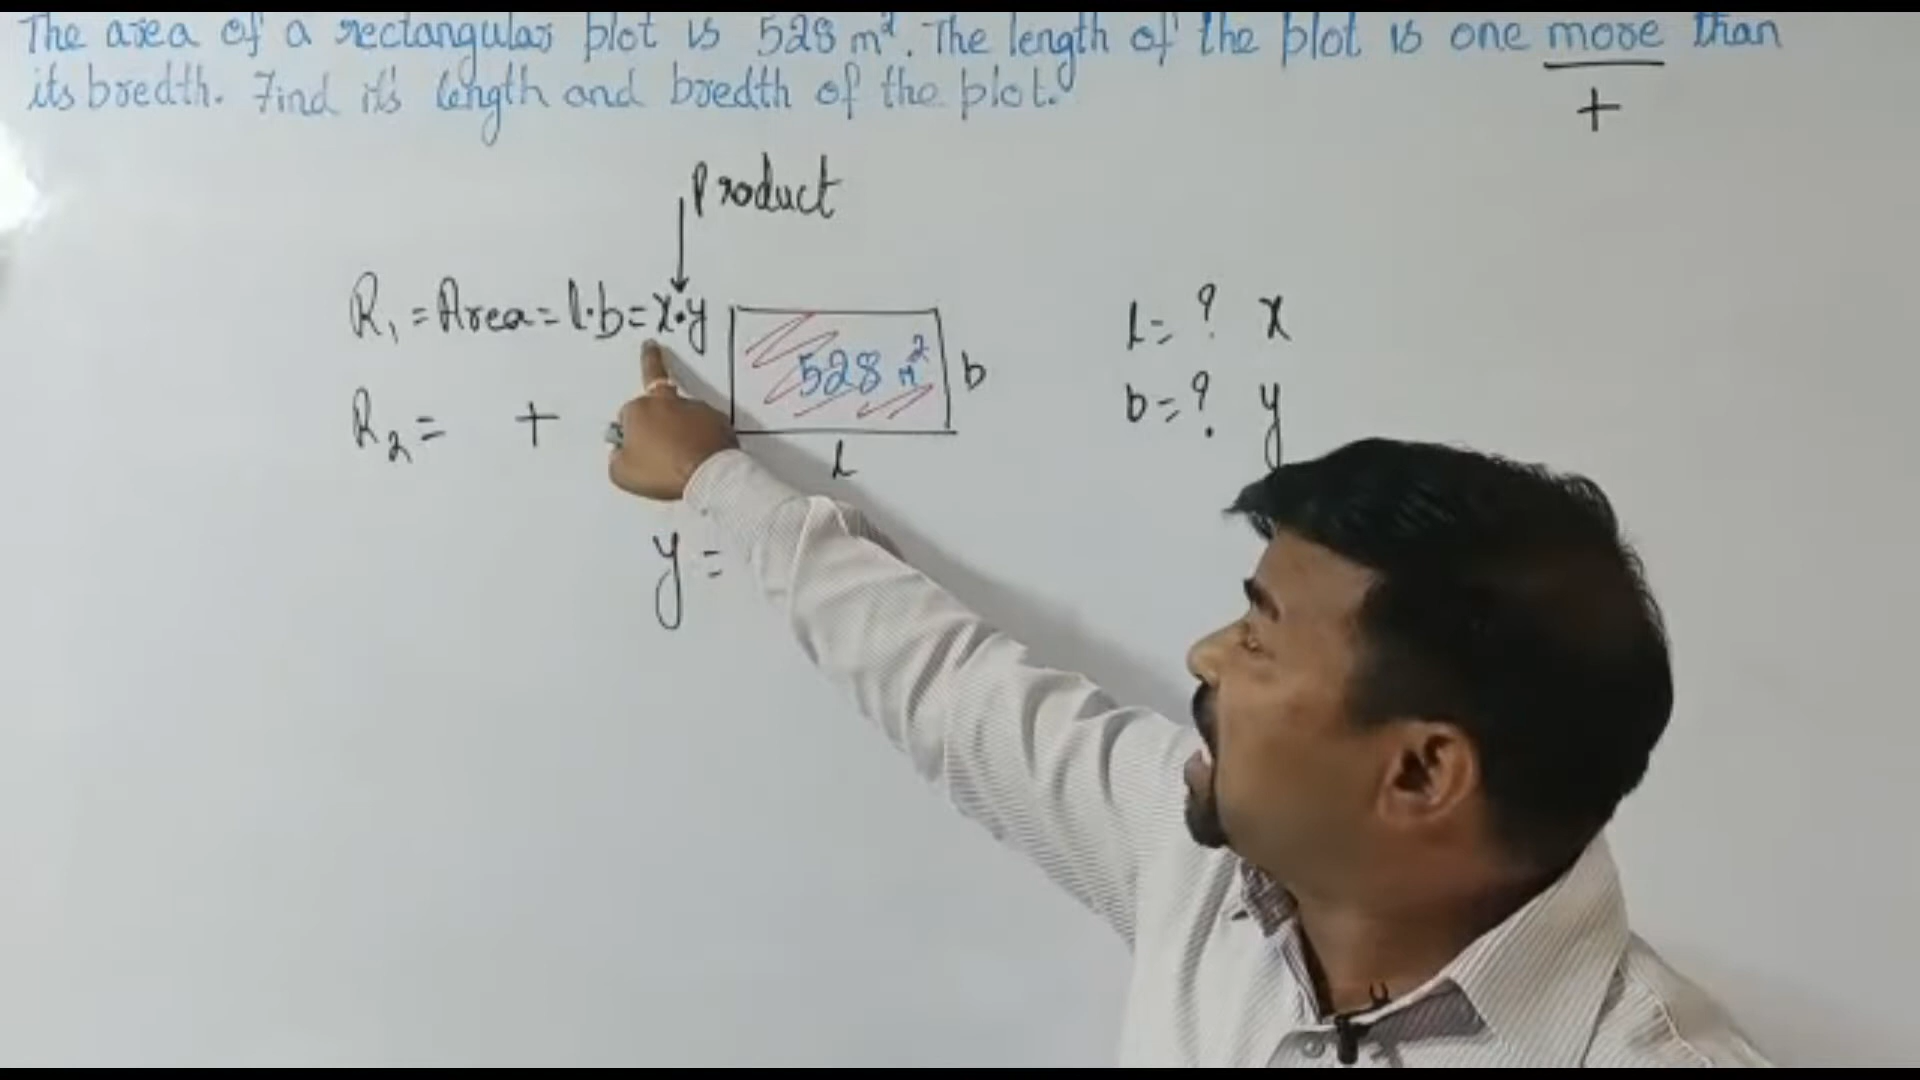 The area of a rectangular plot is 528 m². The length of the plot is one more than
its bredth. Find it's length and bredth of the plot.
+
Product
R₁ = Area = l·b = x·y
528 m²
b
l
l = ? x
b = ? y
R₂ = +
y =